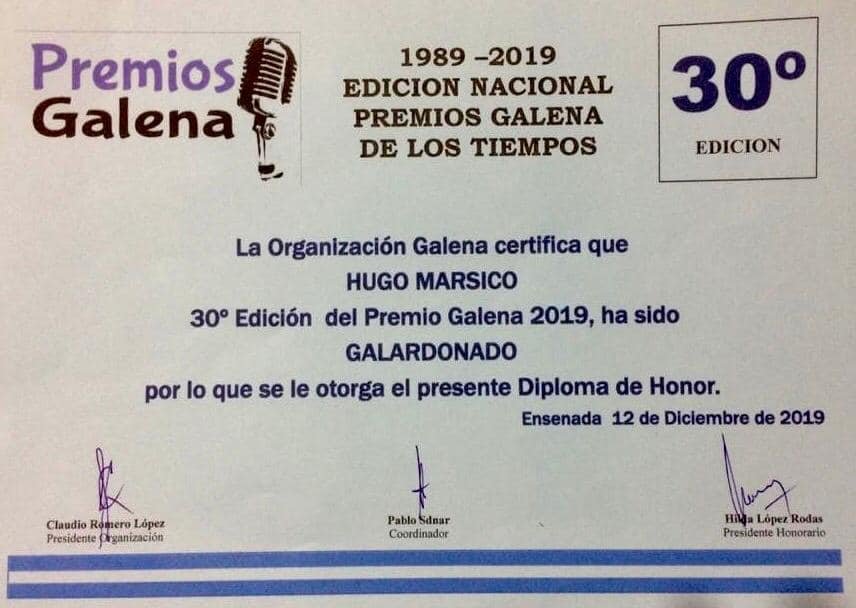 Premios
Galena
1989 –2019
EDICION NACIONAL
PREMIOS GALENA
DE LOS TIEMPOS
30º
EDICION
La Organización Galena certifica que
HUGO MARSICO
30º Edición del Premio Galena 2019, ha sido
GALARDONADO
por lo que se le otorga el presente Diploma de Honor.
Ensenada 12 de Diciembre de 2019
Claudio Romero López
Presidente Organización
Pablo Sdnar
Coordinador
Hilda López Rodas
Presidente Honorario